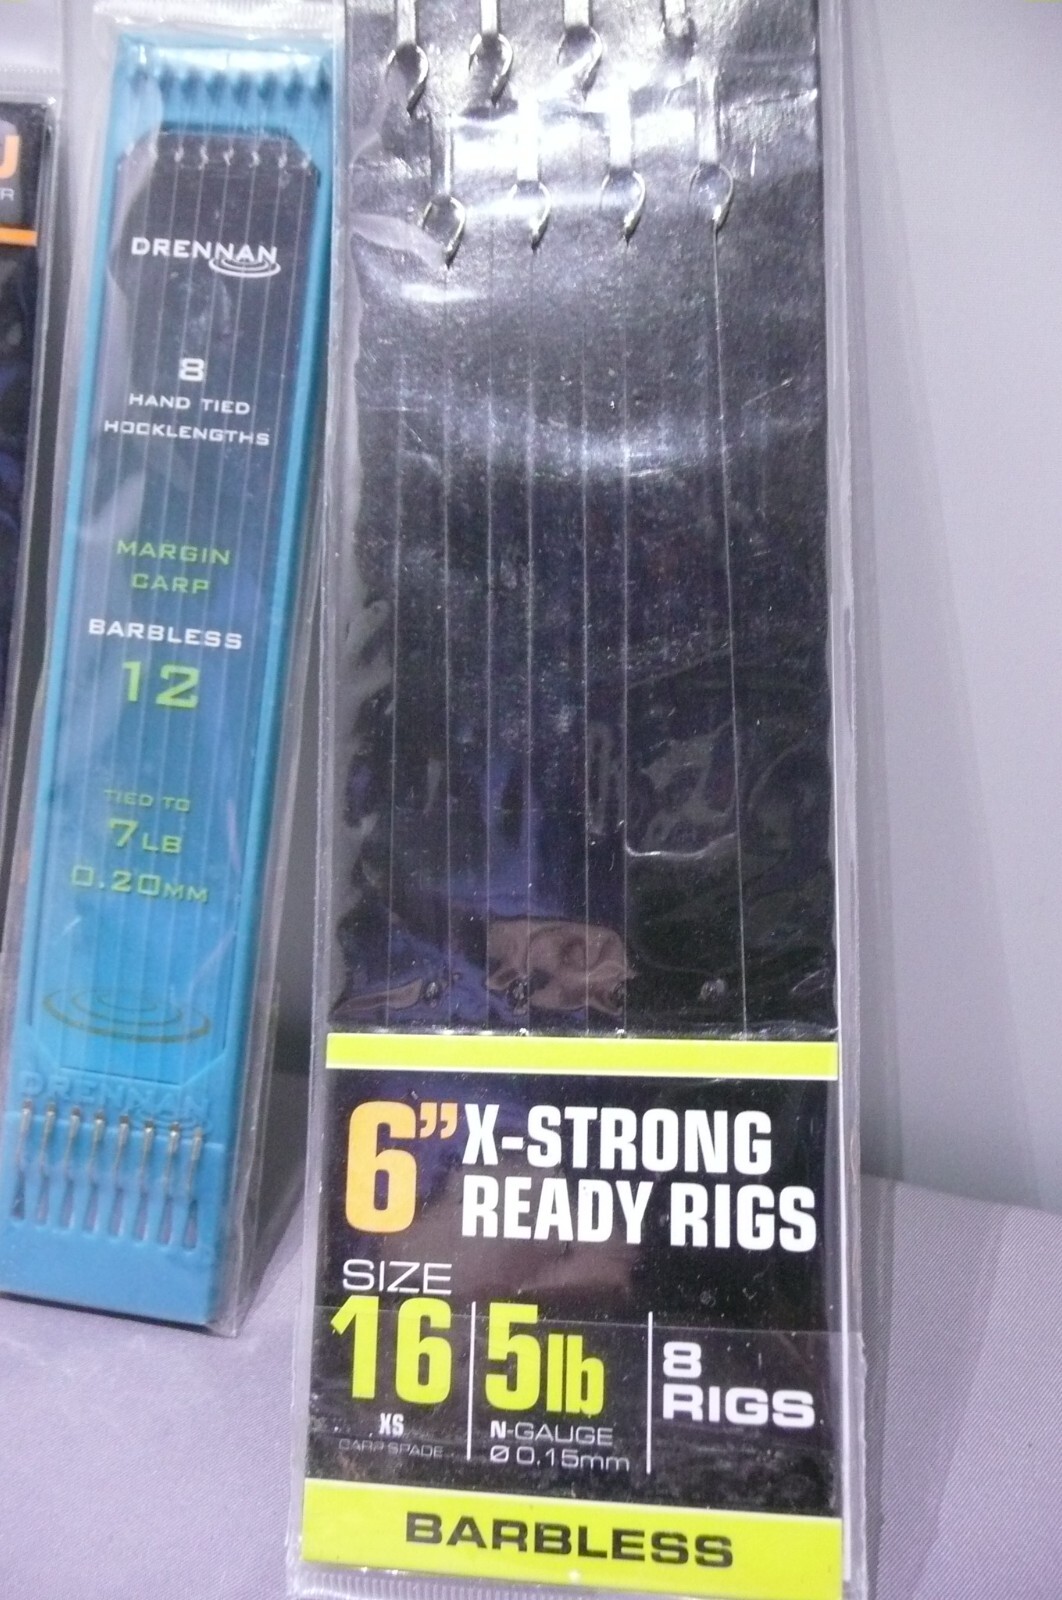 DRENNAN
8
HAND TIED
HOOKLENGTHS
MARGIN
CARP
BARBLESS
12
TIED TO
7LB
0.20MM
DRENNAN
6” X-STRONG
READY RIGS
SIZE
16
XS
CARP SPADE
5lb
N-GAUGE
Ø 0.15mm
8
RIGS
BARBLESS